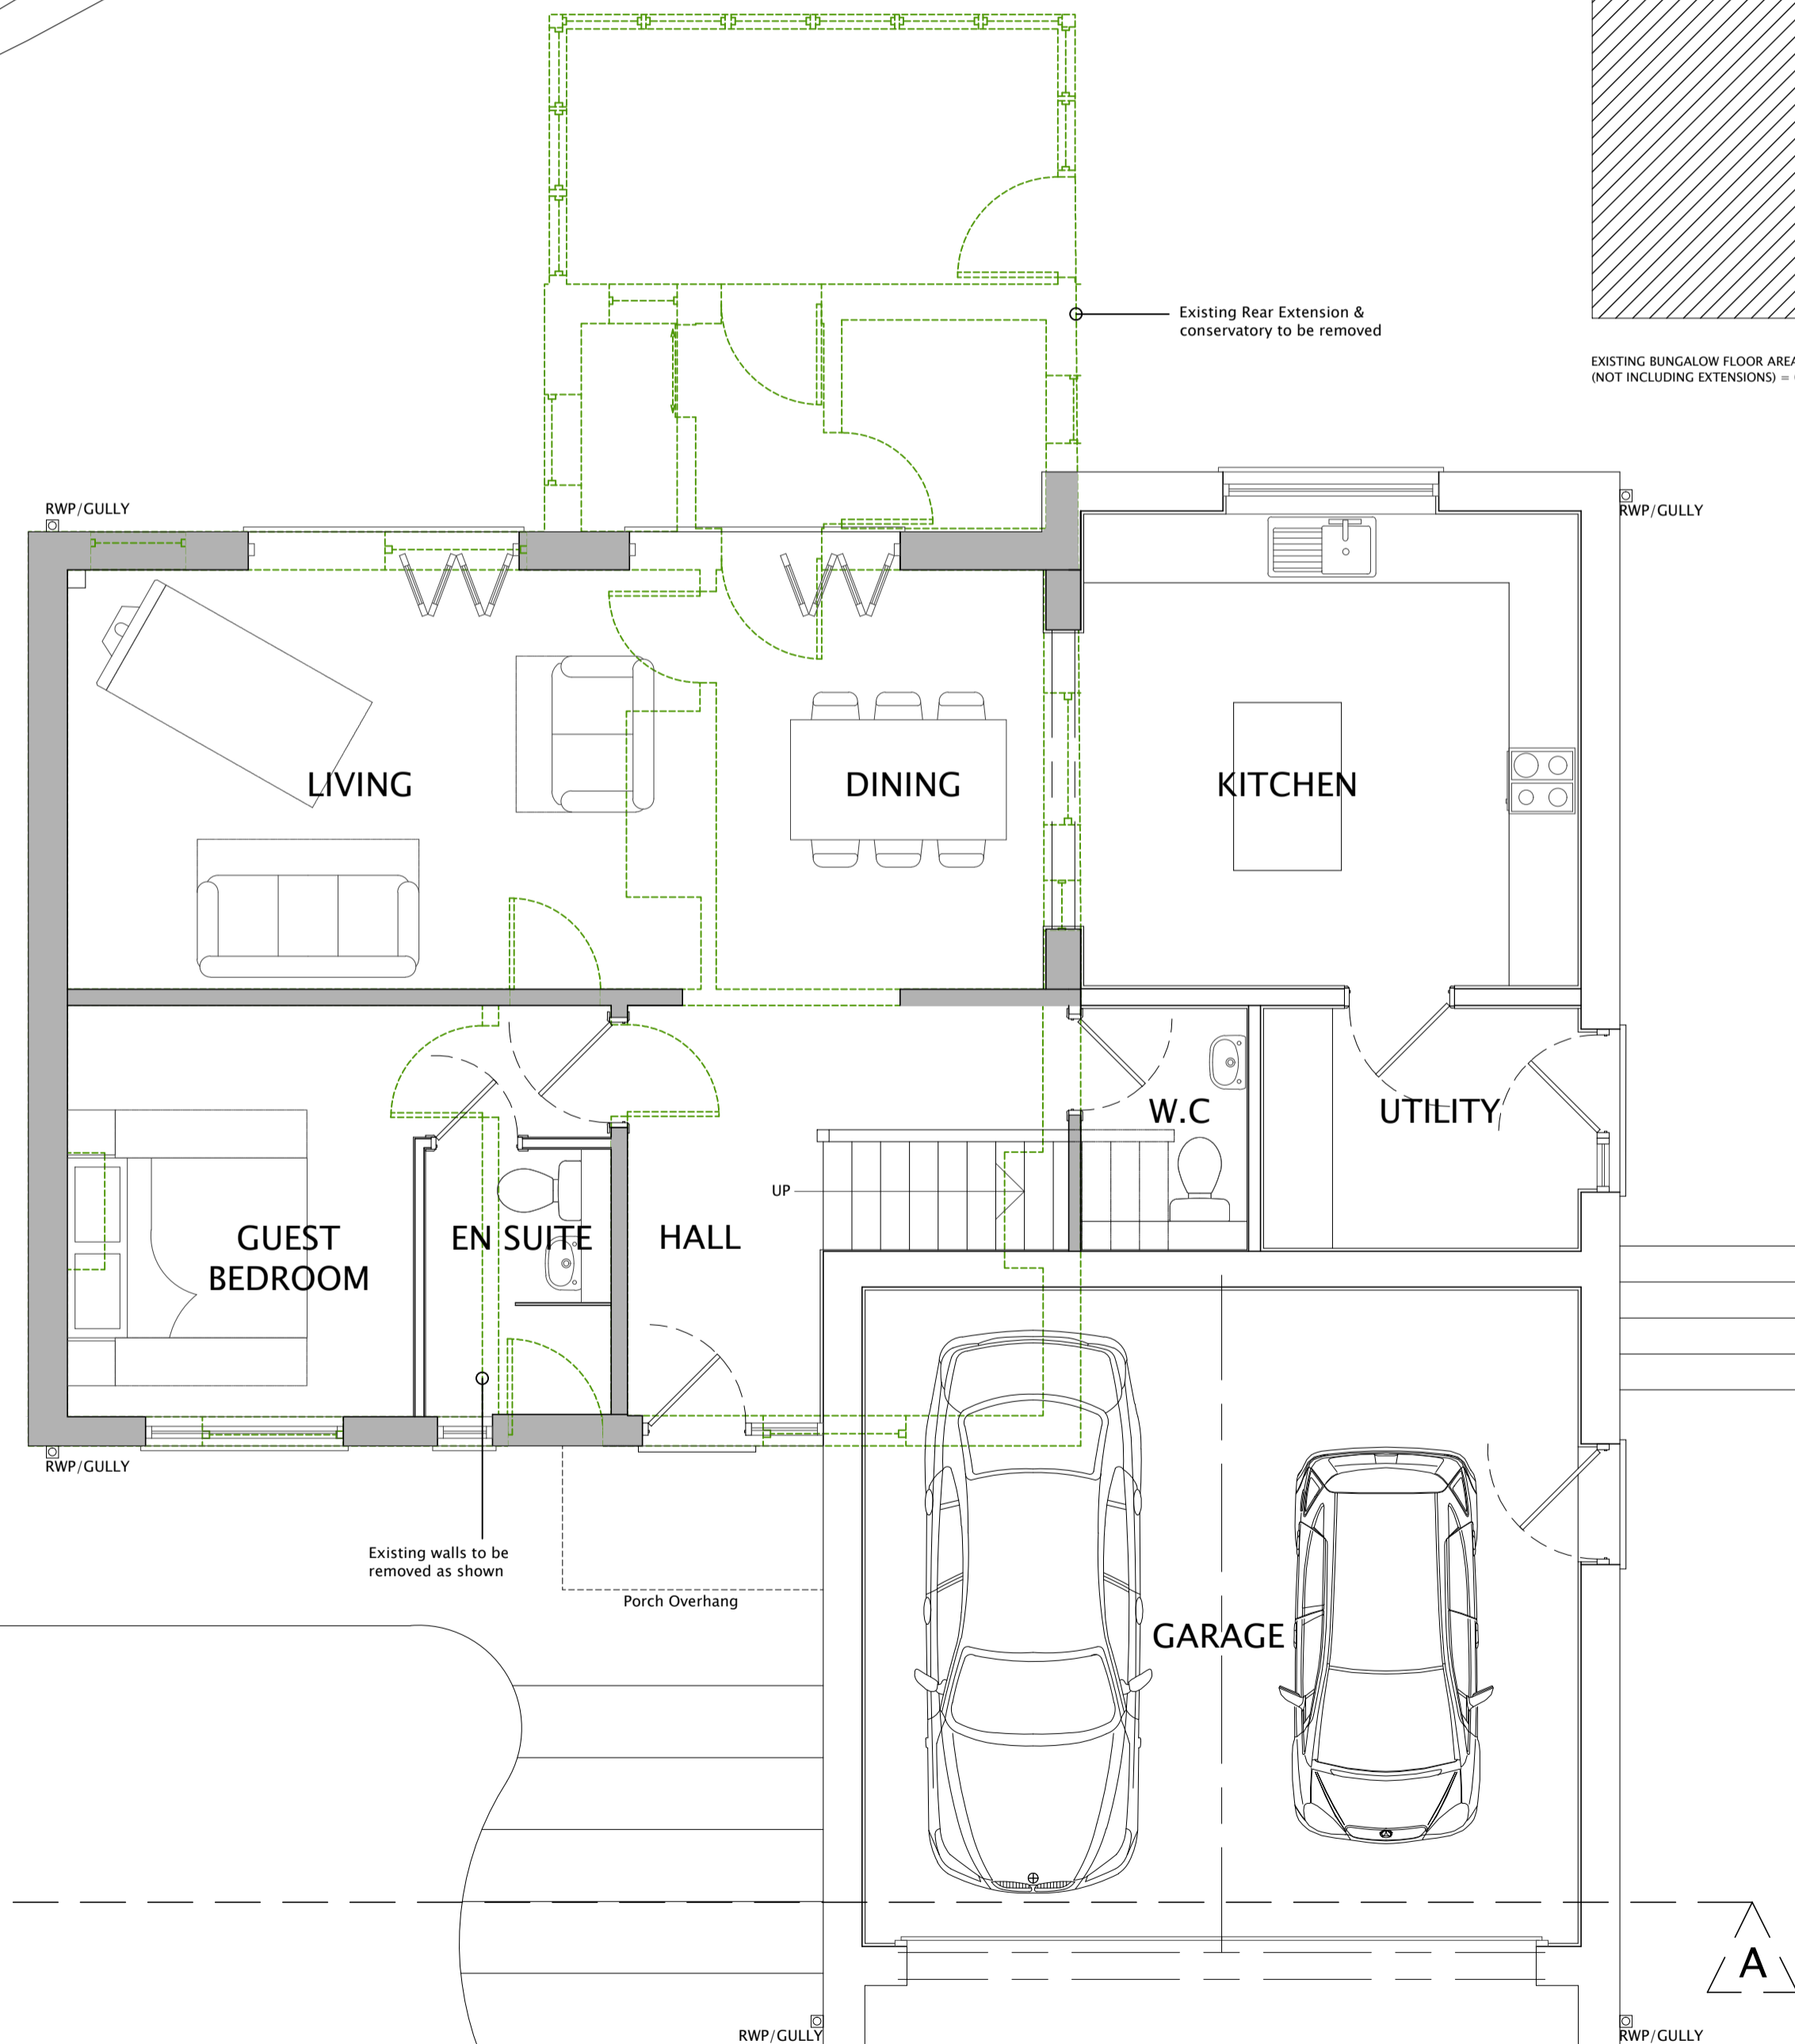 Existing Rear Extension &
conservatory to be removed
EXISTING BUNGALOW FLOOR AREA
(NOT INCLUDING EXTENSIONS) =
RWP/GULLY
RWP/GULLY
LIVING
DINING
KITCHEN
W.C
UTILITY
UP
GUEST
BEDROOM
EN SUITE
HALL
RWP/GULLY
Existing walls to be
removed as shown
Porch Overhang
GARAGE
A
RWP/GULLY
RWP/GULLY